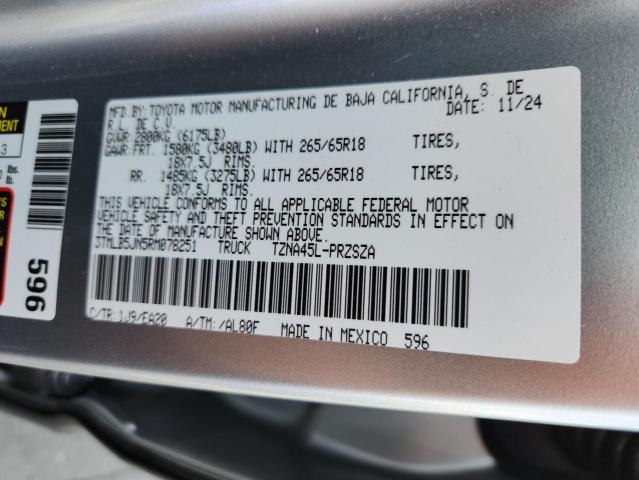 MFD BY: TOYOTA MOTOR MANUFACTURING DE BAJA CALIFORNIA, S. DE
R.L. DE C.V. DATE: 11/24
GVWR 2800KG (6175LB)
GAWR: FRT. 1580KG (3480LB) WITH 265/65R18 TIRES,
18X7.5J RIMS.
RR. 1485KG (3275LB) WITH 265/65R18 TIRES,
18X7.5J RIMS.
THIS VEHICLE CONFORMS TO ALL APPLICABLE FEDERAL MOTOR
VEHICLE SAFETY AND THEFT PREVENTION STANDARDS IN EFFECT ON
THE DATE OF MANUFACTURE SHOWN ABOVE.
3TMLB5JN5RM078251 TRUCK TZNA45L-PRZSZA
C/TR:1J9/EA20 A/TM:/AL80F MADE IN MEXICO 596
596
lbs.